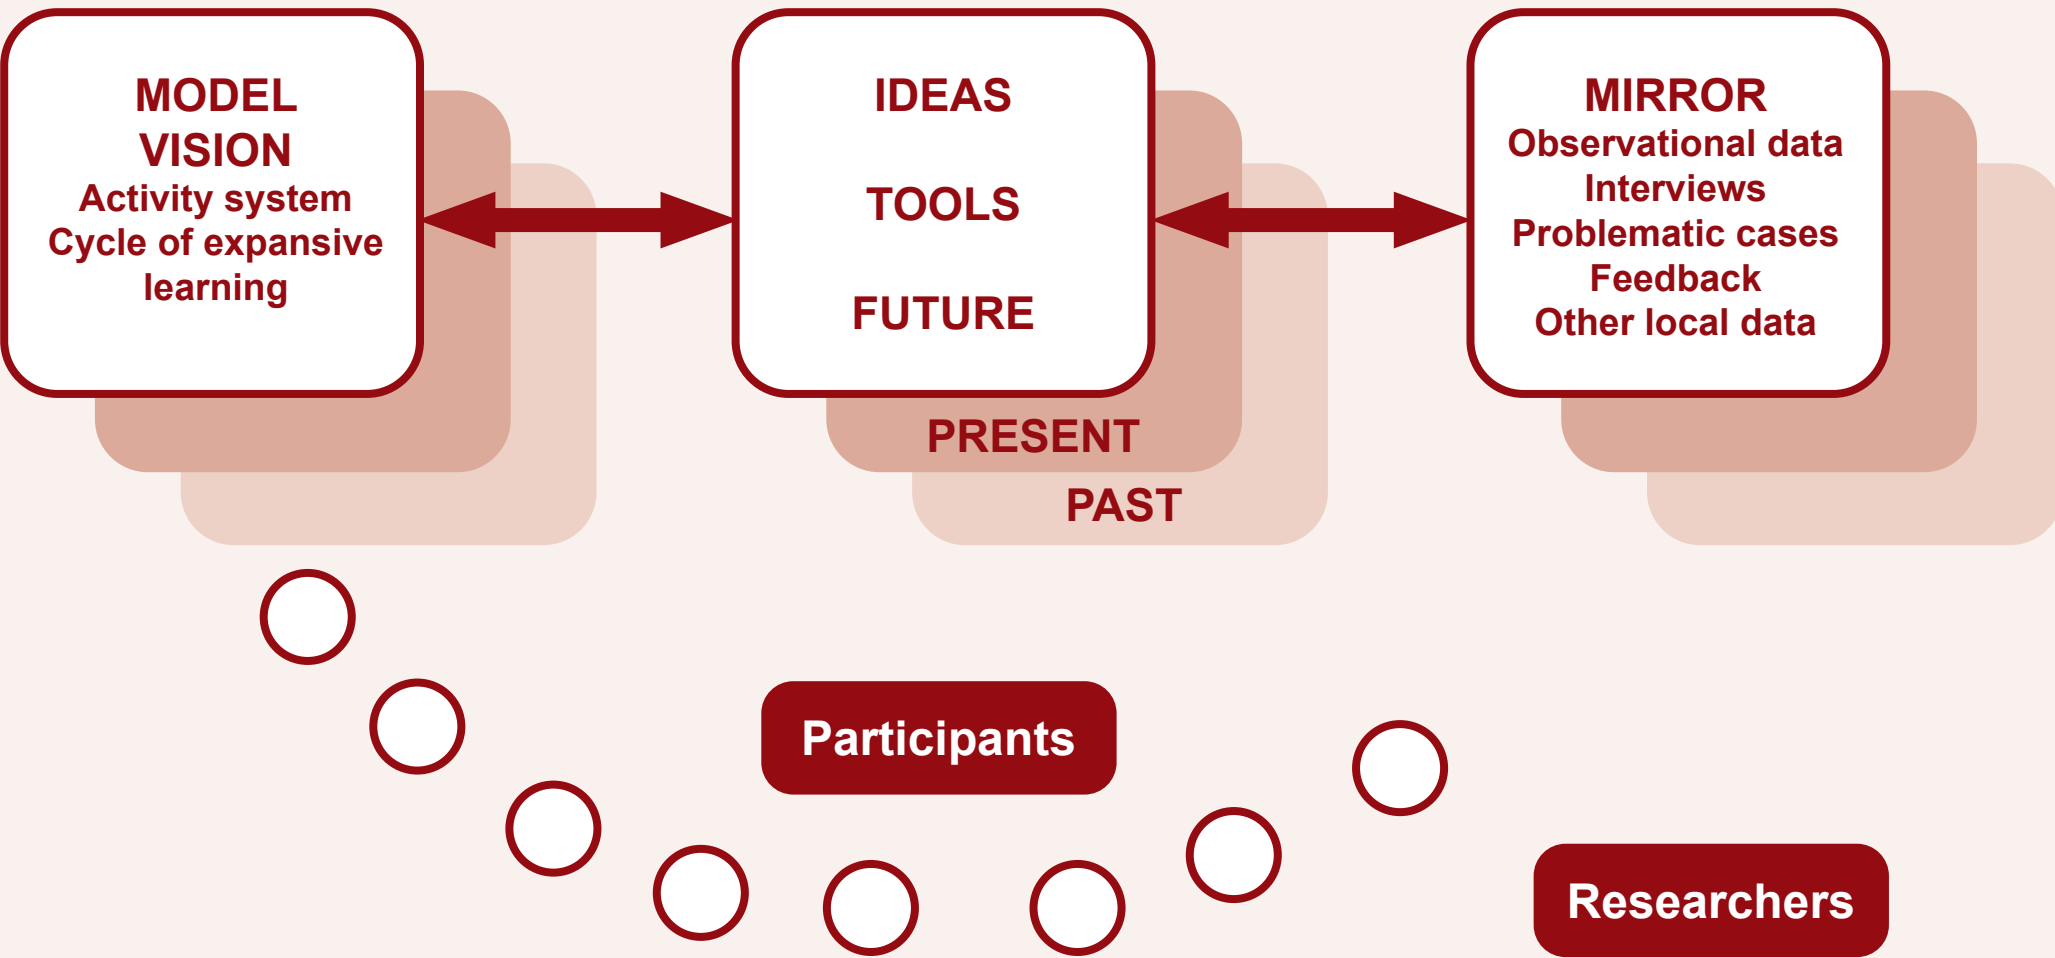 MODEL
VISION
Activity system
Cycle of expansive
learning
IDEAS
TOOLS
FUTURE
PRESENT
PAST
MIRROR
Observational data
Interviews
Problematic cases
Feedback
Other local data
Participants
Researchers